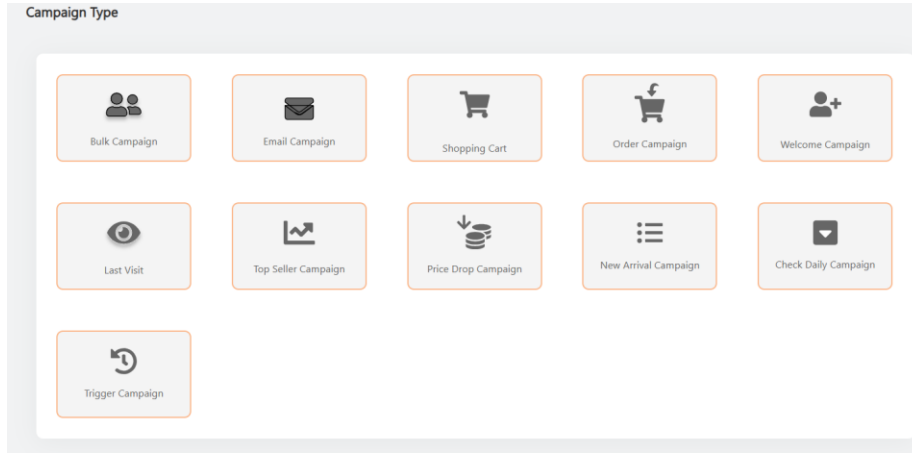 Campaign Type
Bulk Campaign
Email Campaign
Shopping Cart
Order Campaign
Welcome Campaign
Last Visit
Top Seller Campaign
Price Drop Campaign
New Arrival Campaign
Check Daily Campaign
Trigger Campaign